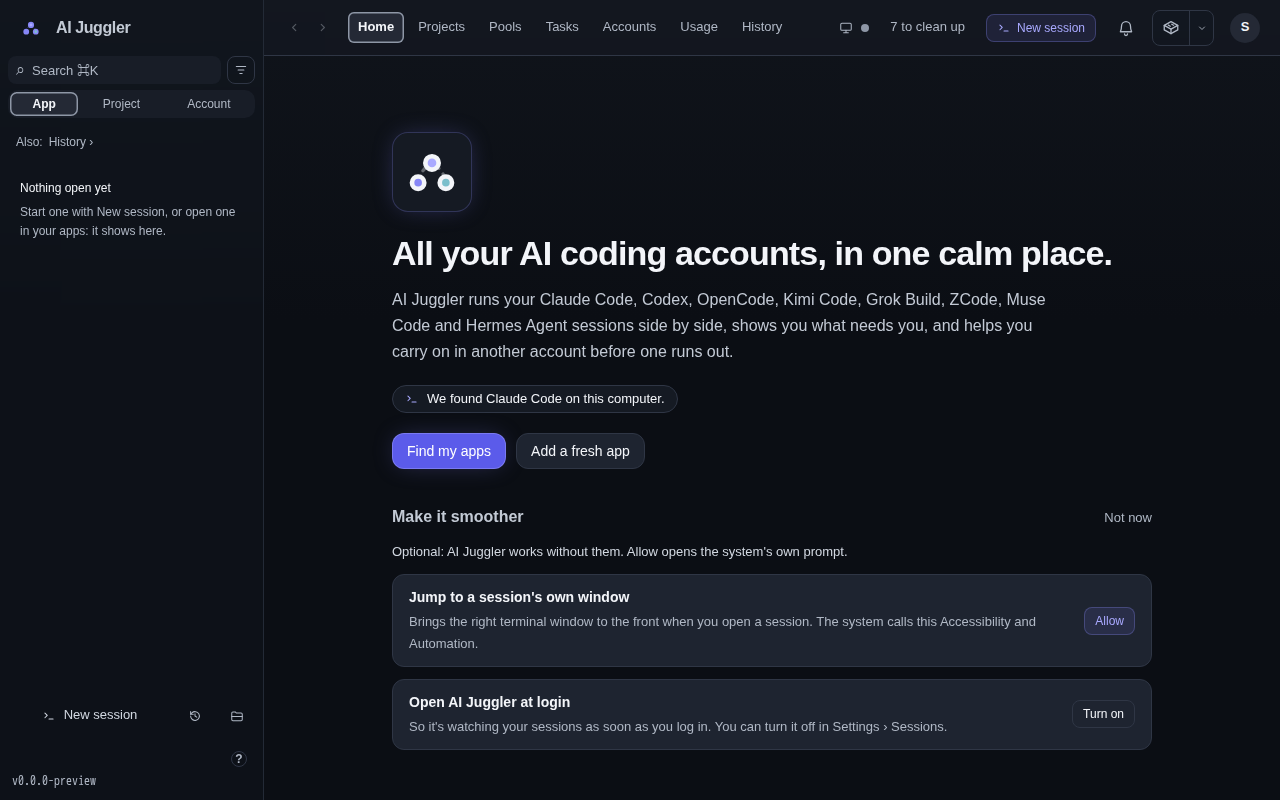 AI Juggler
Search ⌘K
App Project Account
Also: History ›
Nothing open yet
Start one with New session, or open one
in your apps: it shows here.
New session
?
v0.0.0-preview
Home Projects Pools Tasks Accounts Usage History
7 to clean up
New session
S
All your AI coding accounts, in one calm place.
AI Juggler runs your Claude Code, Codex, OpenCode, Kimi Code, Grok Build, ZCode, Muse
Code and Hermes Agent sessions side by side, shows you what needs you, and helps you
carry on in another account before one runs out.
We found Claude Code on this computer.
Find my apps Add a fresh app
Make it smoother Not now
Optional: AI Juggler works without them. Allow opens the system's own prompt.
Jump to a session's own window
Brings the right terminal window to the front when you open a session. The system calls this Accessibility and
Automation.
Allow
Open AI Juggler at login
So it's watching your sessions as soon as you log in. You can turn it off in Settings › Sessions.
Turn on